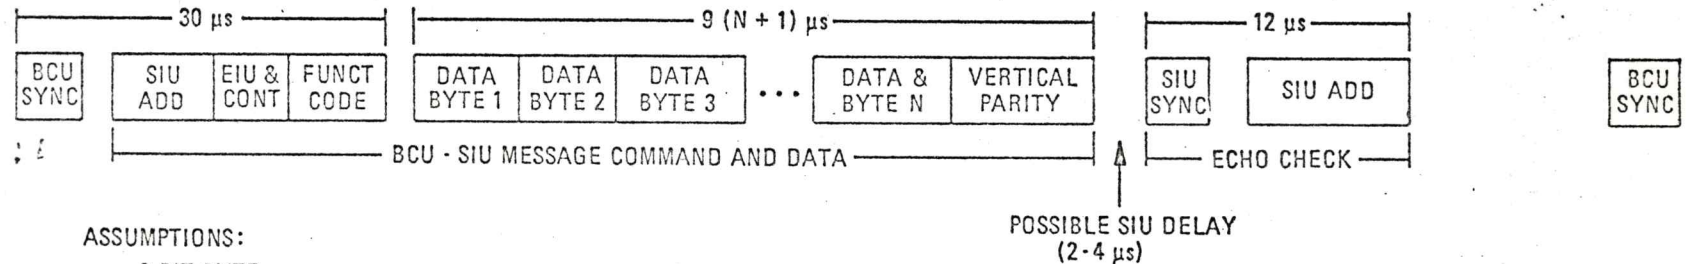 30 μs
9 (N + 1) μs
12 μs
BCU SYNC
SIU ADD
EIU & CONT
FUNCT CODE
DATA BYTE 1
DATA BYTE 2
DATA BYTE 3
...
DATA & BYTE N
VERTICAL PARITY
SIU SYNC
SIU ADD
BCU SYNC
BCU - SIU MESSAGE COMMAND AND DATA
ECHO CHECK
POSSIBLE SIU DELAY
(2-4 μs)
ASSUMPTIONS: